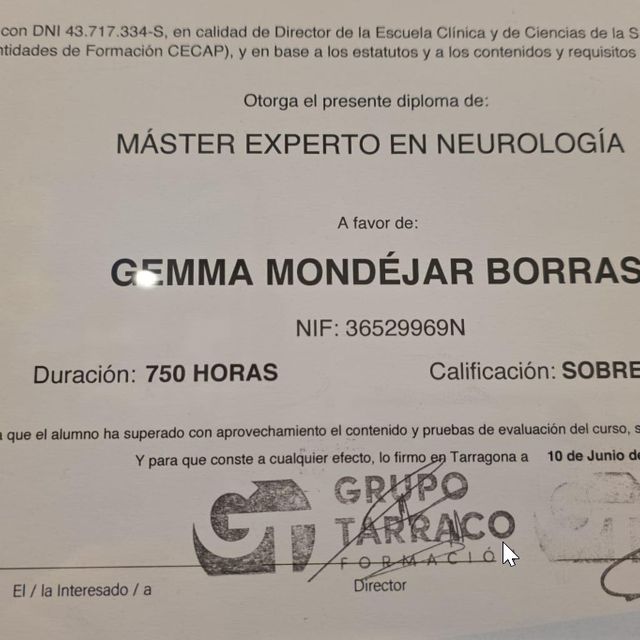 con DNI 43.717.334-S, en calidad de Director de la Escuela Clínica y de Ciencias de la S
ntidades de Formación CECAP), y en base a los estatutos y a los contenidos y requisitos
Otorga el presente diploma de:
MÁSTER EXPERTO EN NEUROLOGÍA
A favor de:
GEMMA MONDÉJAR BORRAS
NIF: 36529969N
Duración: 750 HORAS
Calificación: SOBRE
a que el alumno ha superado con aprovechamiento el contenido y pruebas de evaluación del curso, s
Y para que conste a cualquier efecto, lo firmo en Tarragona a 10 de Junio de
GT
GRUPO
TARRACO
FORMACIÓ
El / la Interesado / a
Director